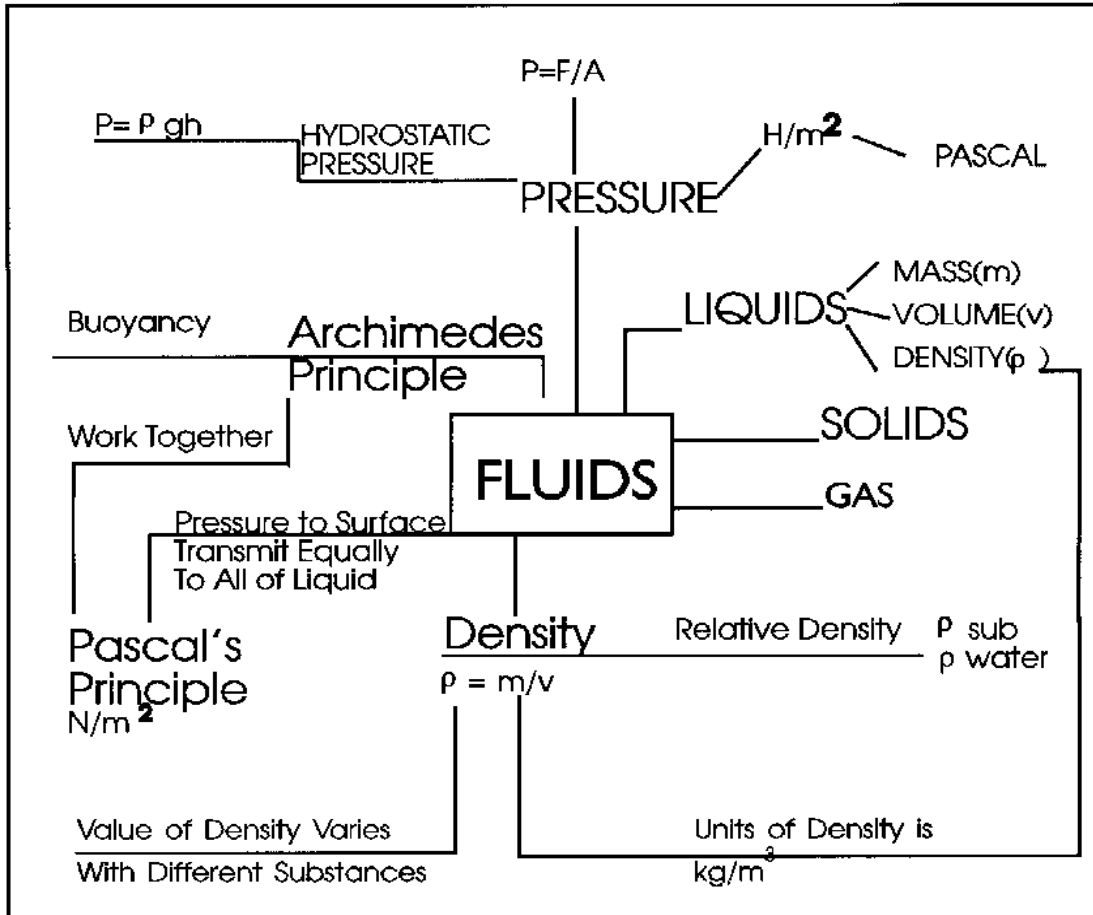 P=F/A
P= ρ gh
HYDROSTATIC
PRESSURE
H/m²
PASCAL
PRESSURE
MASS(m)
LIQUIDS
VOLUME(v)
DENSITY(ρ )
Buoyancy
Archimedes
Principle
Work Together
SOLIDS
FLUIDS
GAS
Pressure to Surface
Transmit Equally
To All of Liquid
Pascal's
Principle
N/m ²
Density
ρ = m/v
Relative Density
ρ sub
ρ water
Value of Density Varies
With Different Substances
Units of Density is
kg/m³